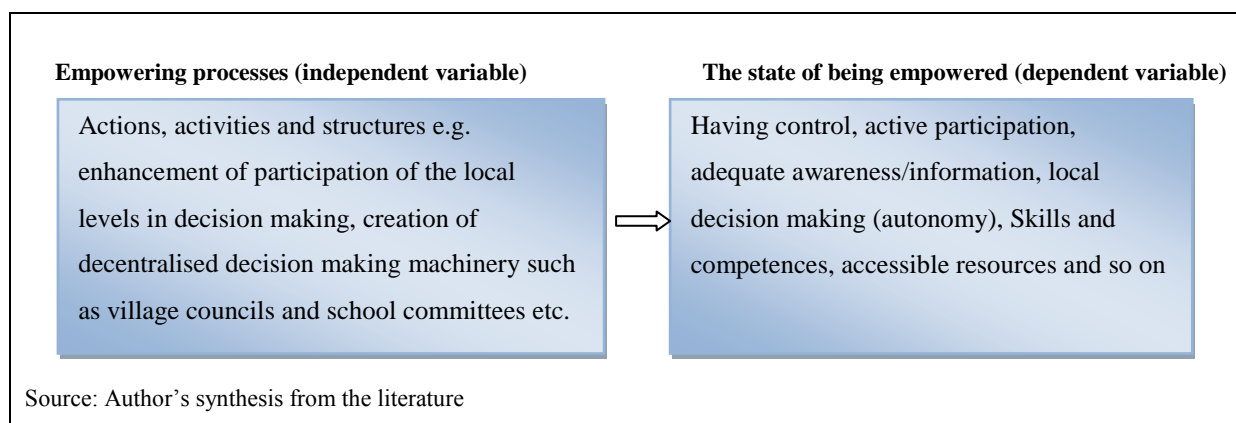 Empowering processes (independent variable)
The state of being empowered (dependent variable)
Actions, activities and structures e.g.
enhancement of participation of the local
levels in decision making, creation of
decentralised decision making machinery such
as village councils and school committees etc.
Having control, active participation,
adequate awareness/information, local
decision making (autonomy), Skills and
competences, accessible resources and so on
Source: Author’s synthesis from the literature